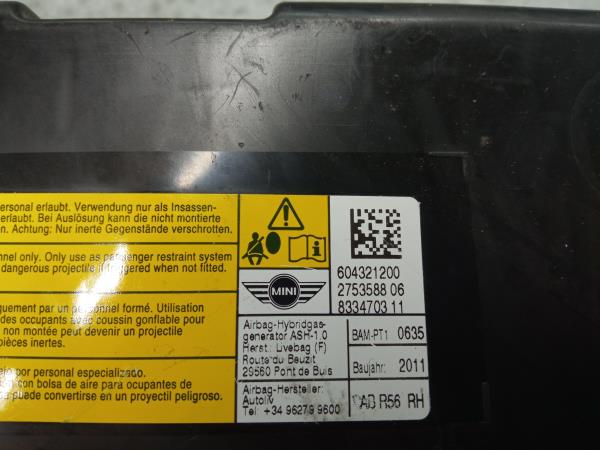 ersonal erlaubt. Verwendung nur als Insassen-
erlaubt. Bei Auslösung kann die nicht montierte
n. Achtung: Nur inerte Gegenstände verschrotten.
nnel only. Only use as passenger restraint system
dangerous projectile if triggered when not fitted.
quement par un personnel formé. Utilisation
des occupants avec coussin gonflable pour
non montée peut devenir un projectile
pièces inertes.
o por personal especializado.
n con bolsa de aire para ocupantes de
a puede convertirse en un proyectil peligroso.
MINI
604321200
2753588 06
8334703 11
Airbag-Hybridgas-
generator ASH-1.0
Herst.: Livebag (F)
Route du Beuzit
29560 Pont de Buis
BAM-PT1 0635
Baujahr: 2011
Airbag-Hersteller:
Autoliv
Tel: +34 96279 9600
AB R56 RH